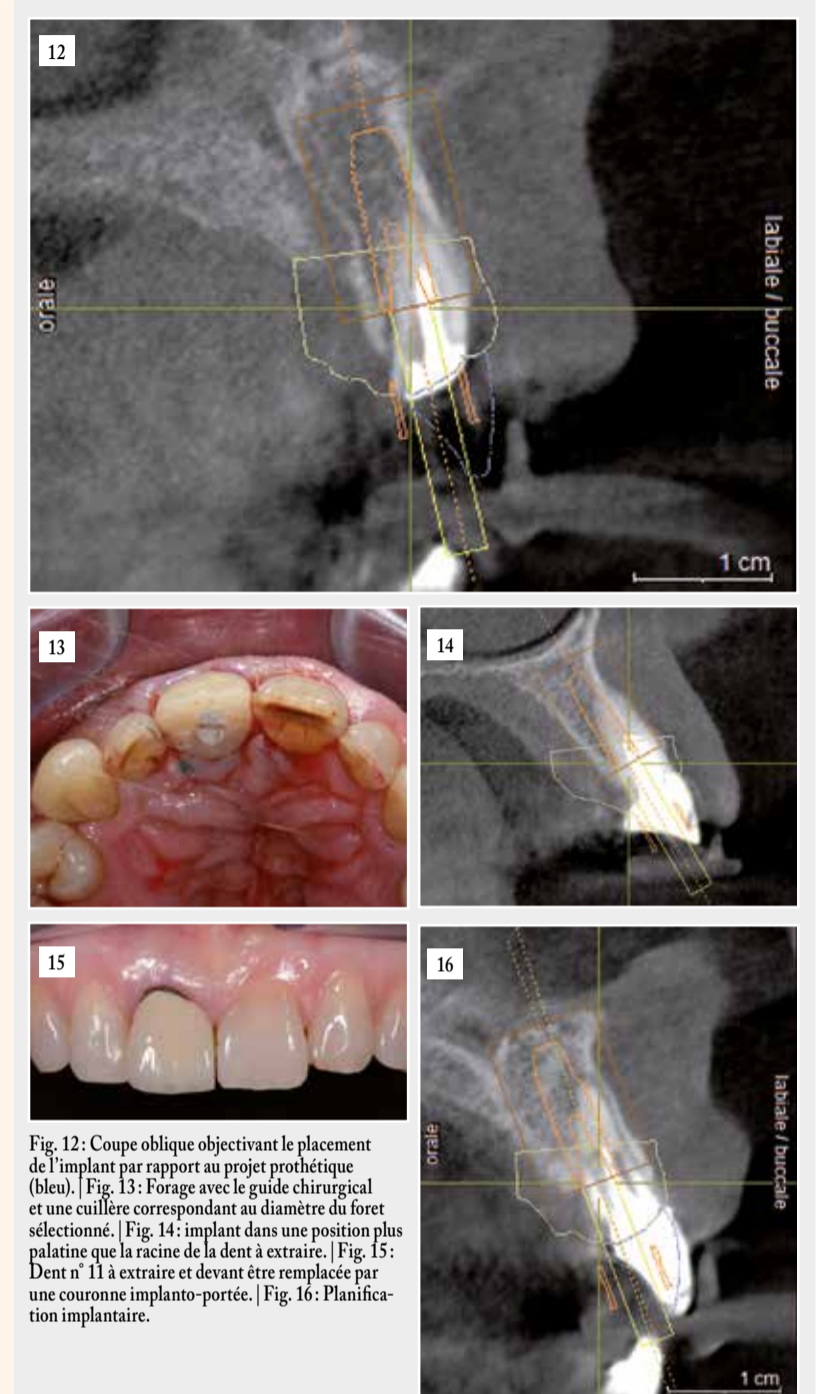 12
orale
labiale / buccale
1 cm
13
14
15
16
orale
labiale / buccale
1 cm
Fig. 12 : Coupe oblique objectivant le placement
de l’implant par rapport au projet prothétique
(bleu). | Fig. 13 : Forage avec le guide chirurgical
et une cuillère correspondant au diamètre du foret
sélectionné. | Fig. 14 : implant dans une position plus
palatine que la racine de la dent à extraire. | Fig. 15 :
Dent n° 11 à extraire et devant être remplacée par
une couronne implanto-portée. | Fig. 16 : Planifica-
tion implantaire.